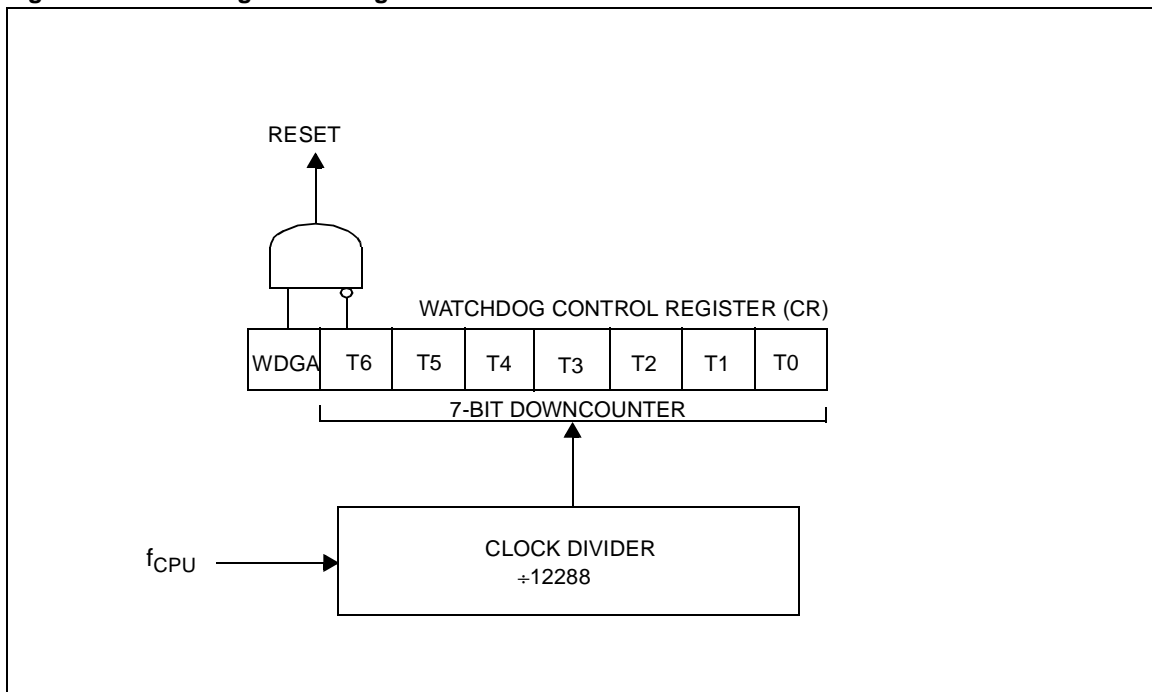 RESET
WATCHDOG CONTROL REGISTER (CR)
WDGA T6 T5 T4 T3 T2 T1 T0
7-BIT DOWNCOUNTER
fCPU
CLOCK DIVIDER
÷12288